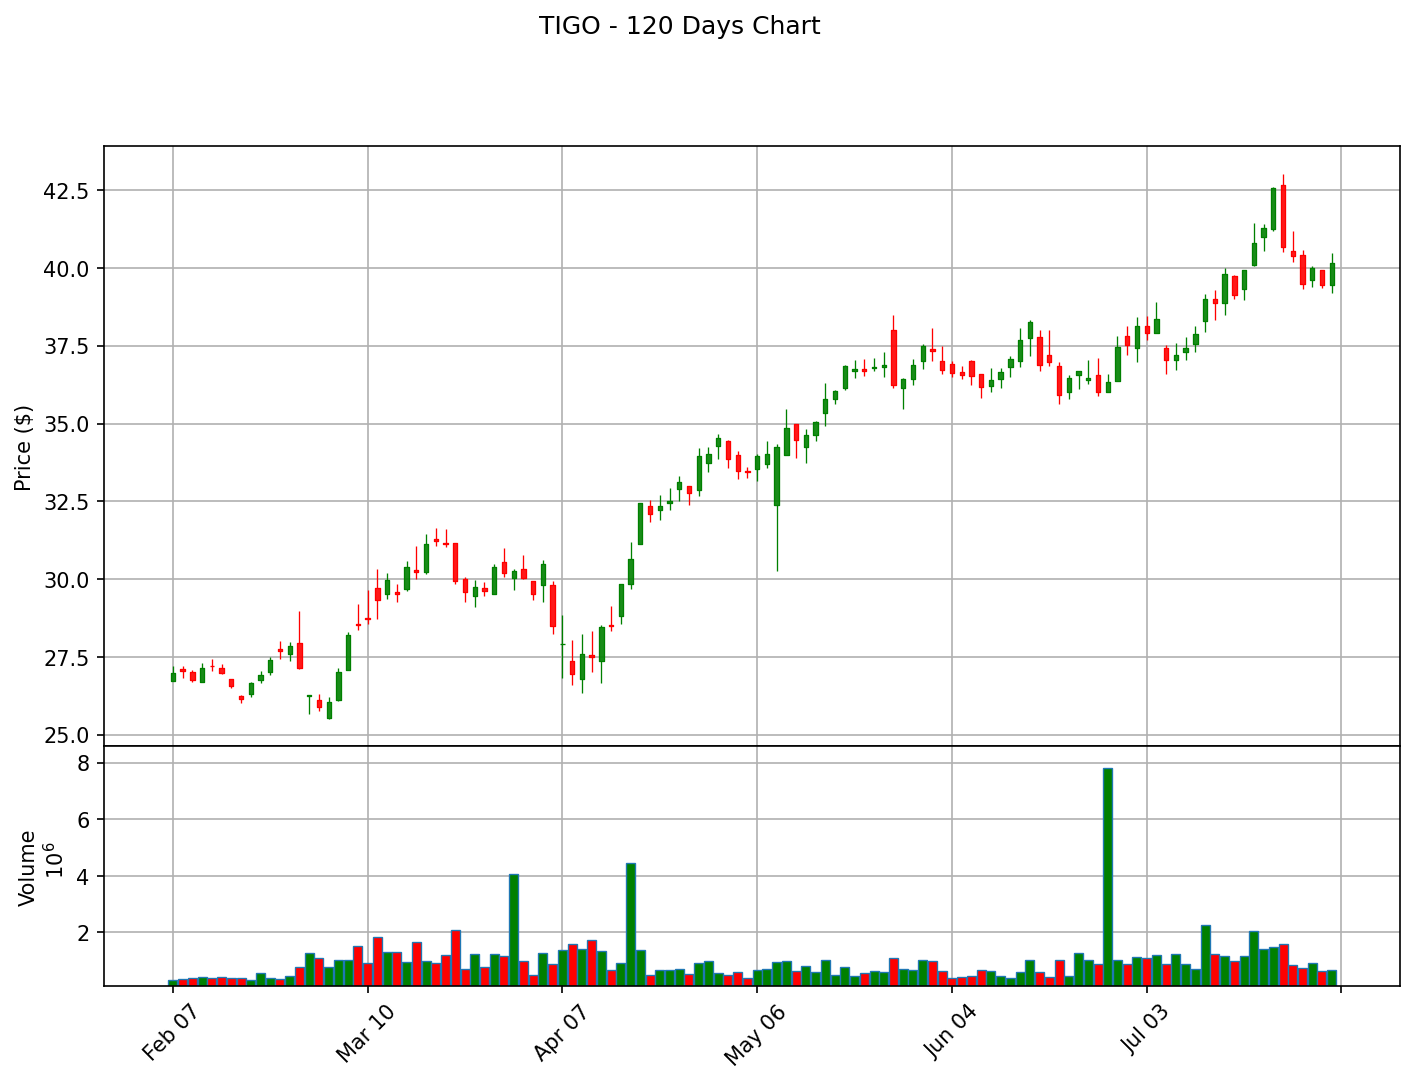 TIGO - 120 Days Chart
42.5
40.0
37.5
35.0
32.5
30.0
27.5
25.0
Price ($)
8
6
4
2
Volume
10⁶
Feb 07
Mar 10
Apr 07
May 06
Jun 04
Jul 03